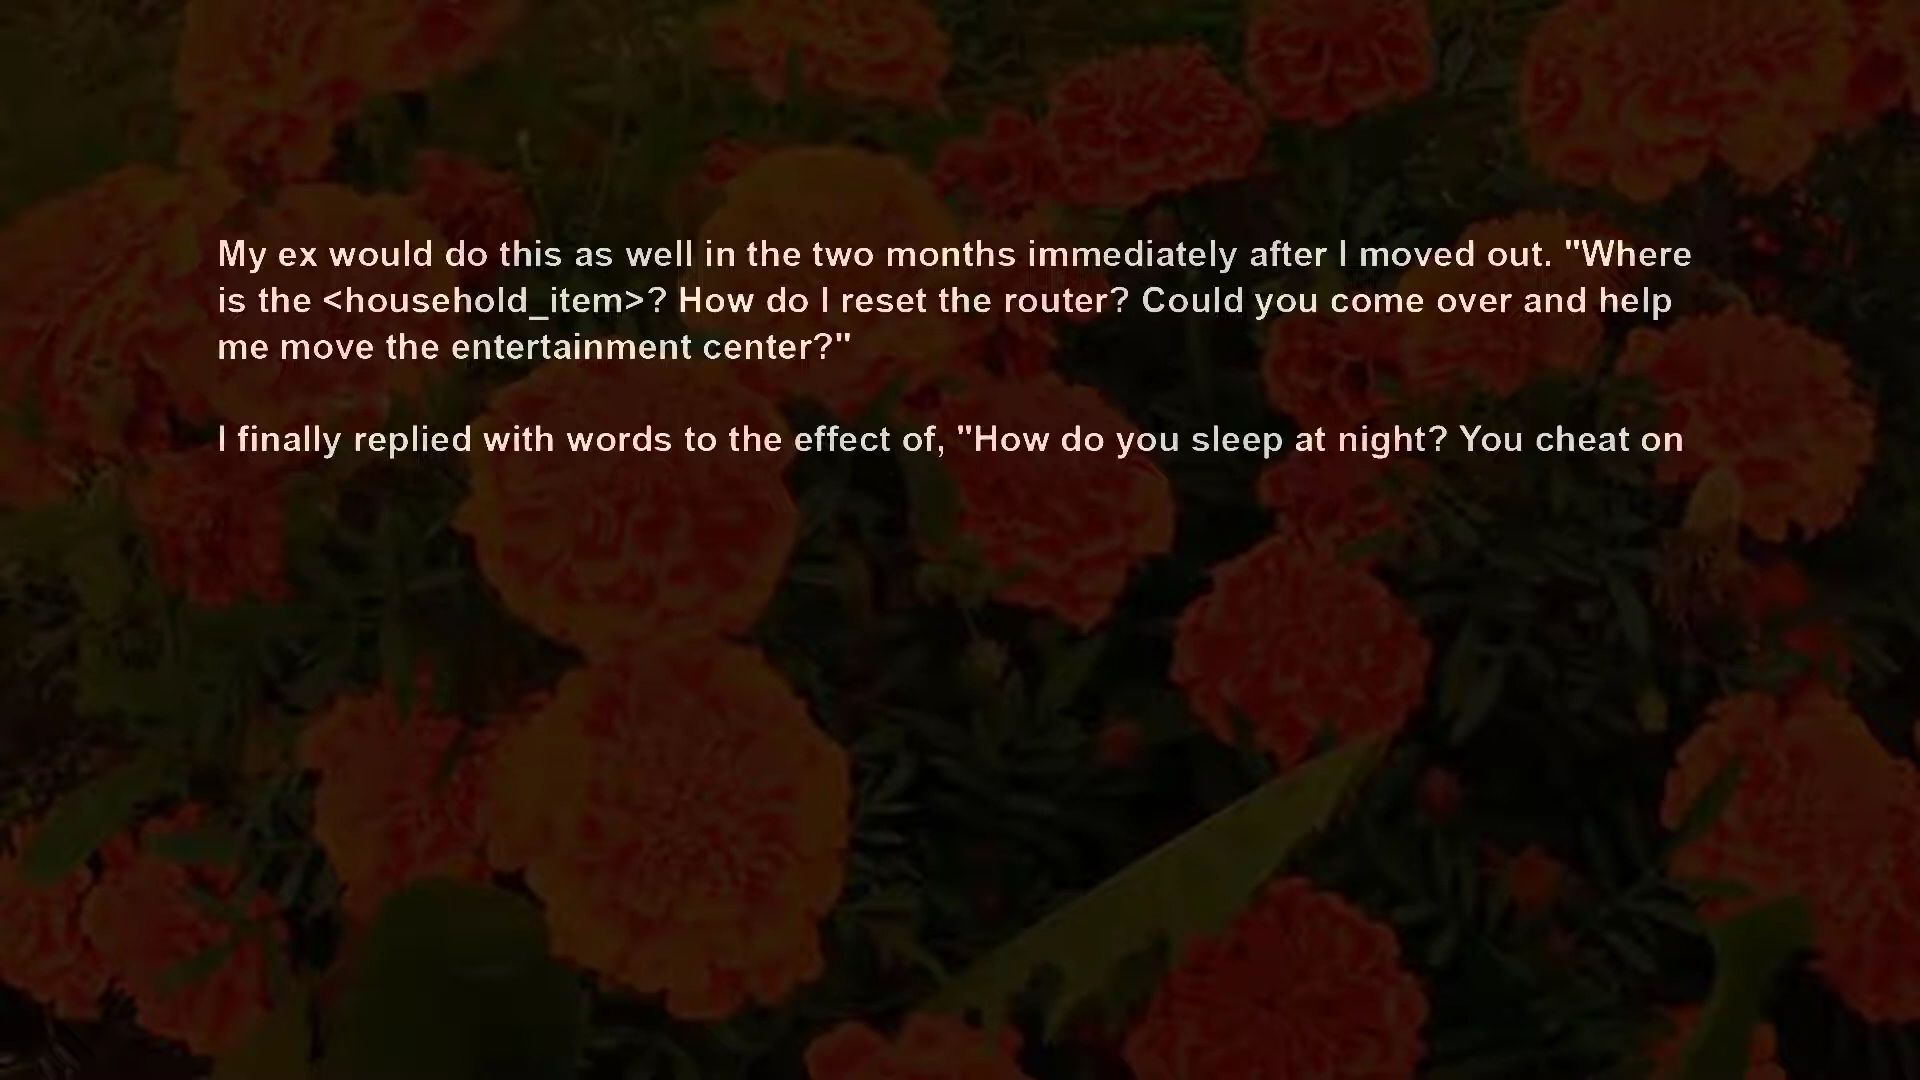 My ex would do this as well in the two months immediately after I moved out. "Where
is the <household_item>? How do I reset the router? Could you come over and help
me move the entertainment center?"
I finally replied with words to the effect of, "How do you sleep at night? You cheat on